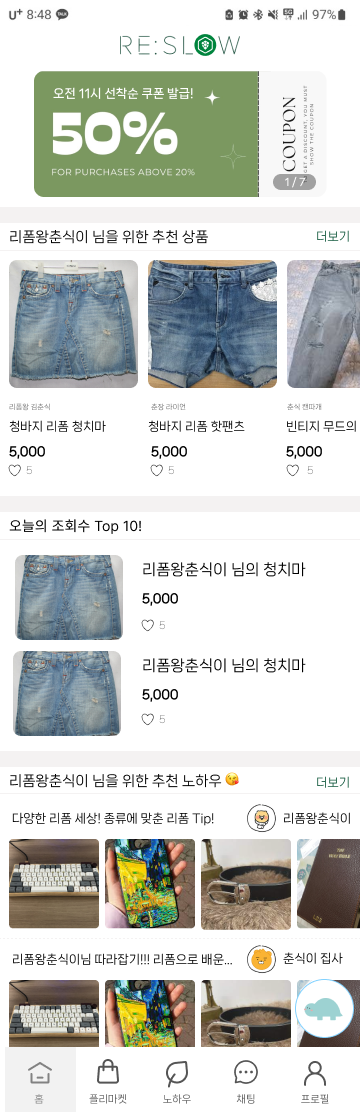 U+ 8:48 TALK 5G 97%
RE:SLOW
오전 11시 선착순 쿠폰 발급!
50%
FOR PURCHASES ABOVE 20%
COUPON
GET A DISCOUNT, YOU MUST
SHOW THE COUPON
1 / 7
리폼왕춘식이 님을 위한 추천 상품
더보기
리폼왕 김춘식
춘장 라이언
춘식 캔따개
청바지 리폼 청치마
청바지 리폼 핫팬츠
빈티지 무드의
5,000
5,000
5,000
5
5
5
오늘의 조회수 Top 10!
리폼왕춘식이 님의 청치마
5,000
5
리폼왕춘식이 님의 청치마
5,000
5
리폼왕춘식이 님을 위한 추천 노하우 😘
더보기
다양한 리폼 세상! 종류에 맞춘 리폼 Tip!
리폼왕춘식이
리폼왕춘식이님 따라잡기!!! 리폼으로 배운...
춘식이 집사
홈
플리마켓
노하우
채팅
프로필